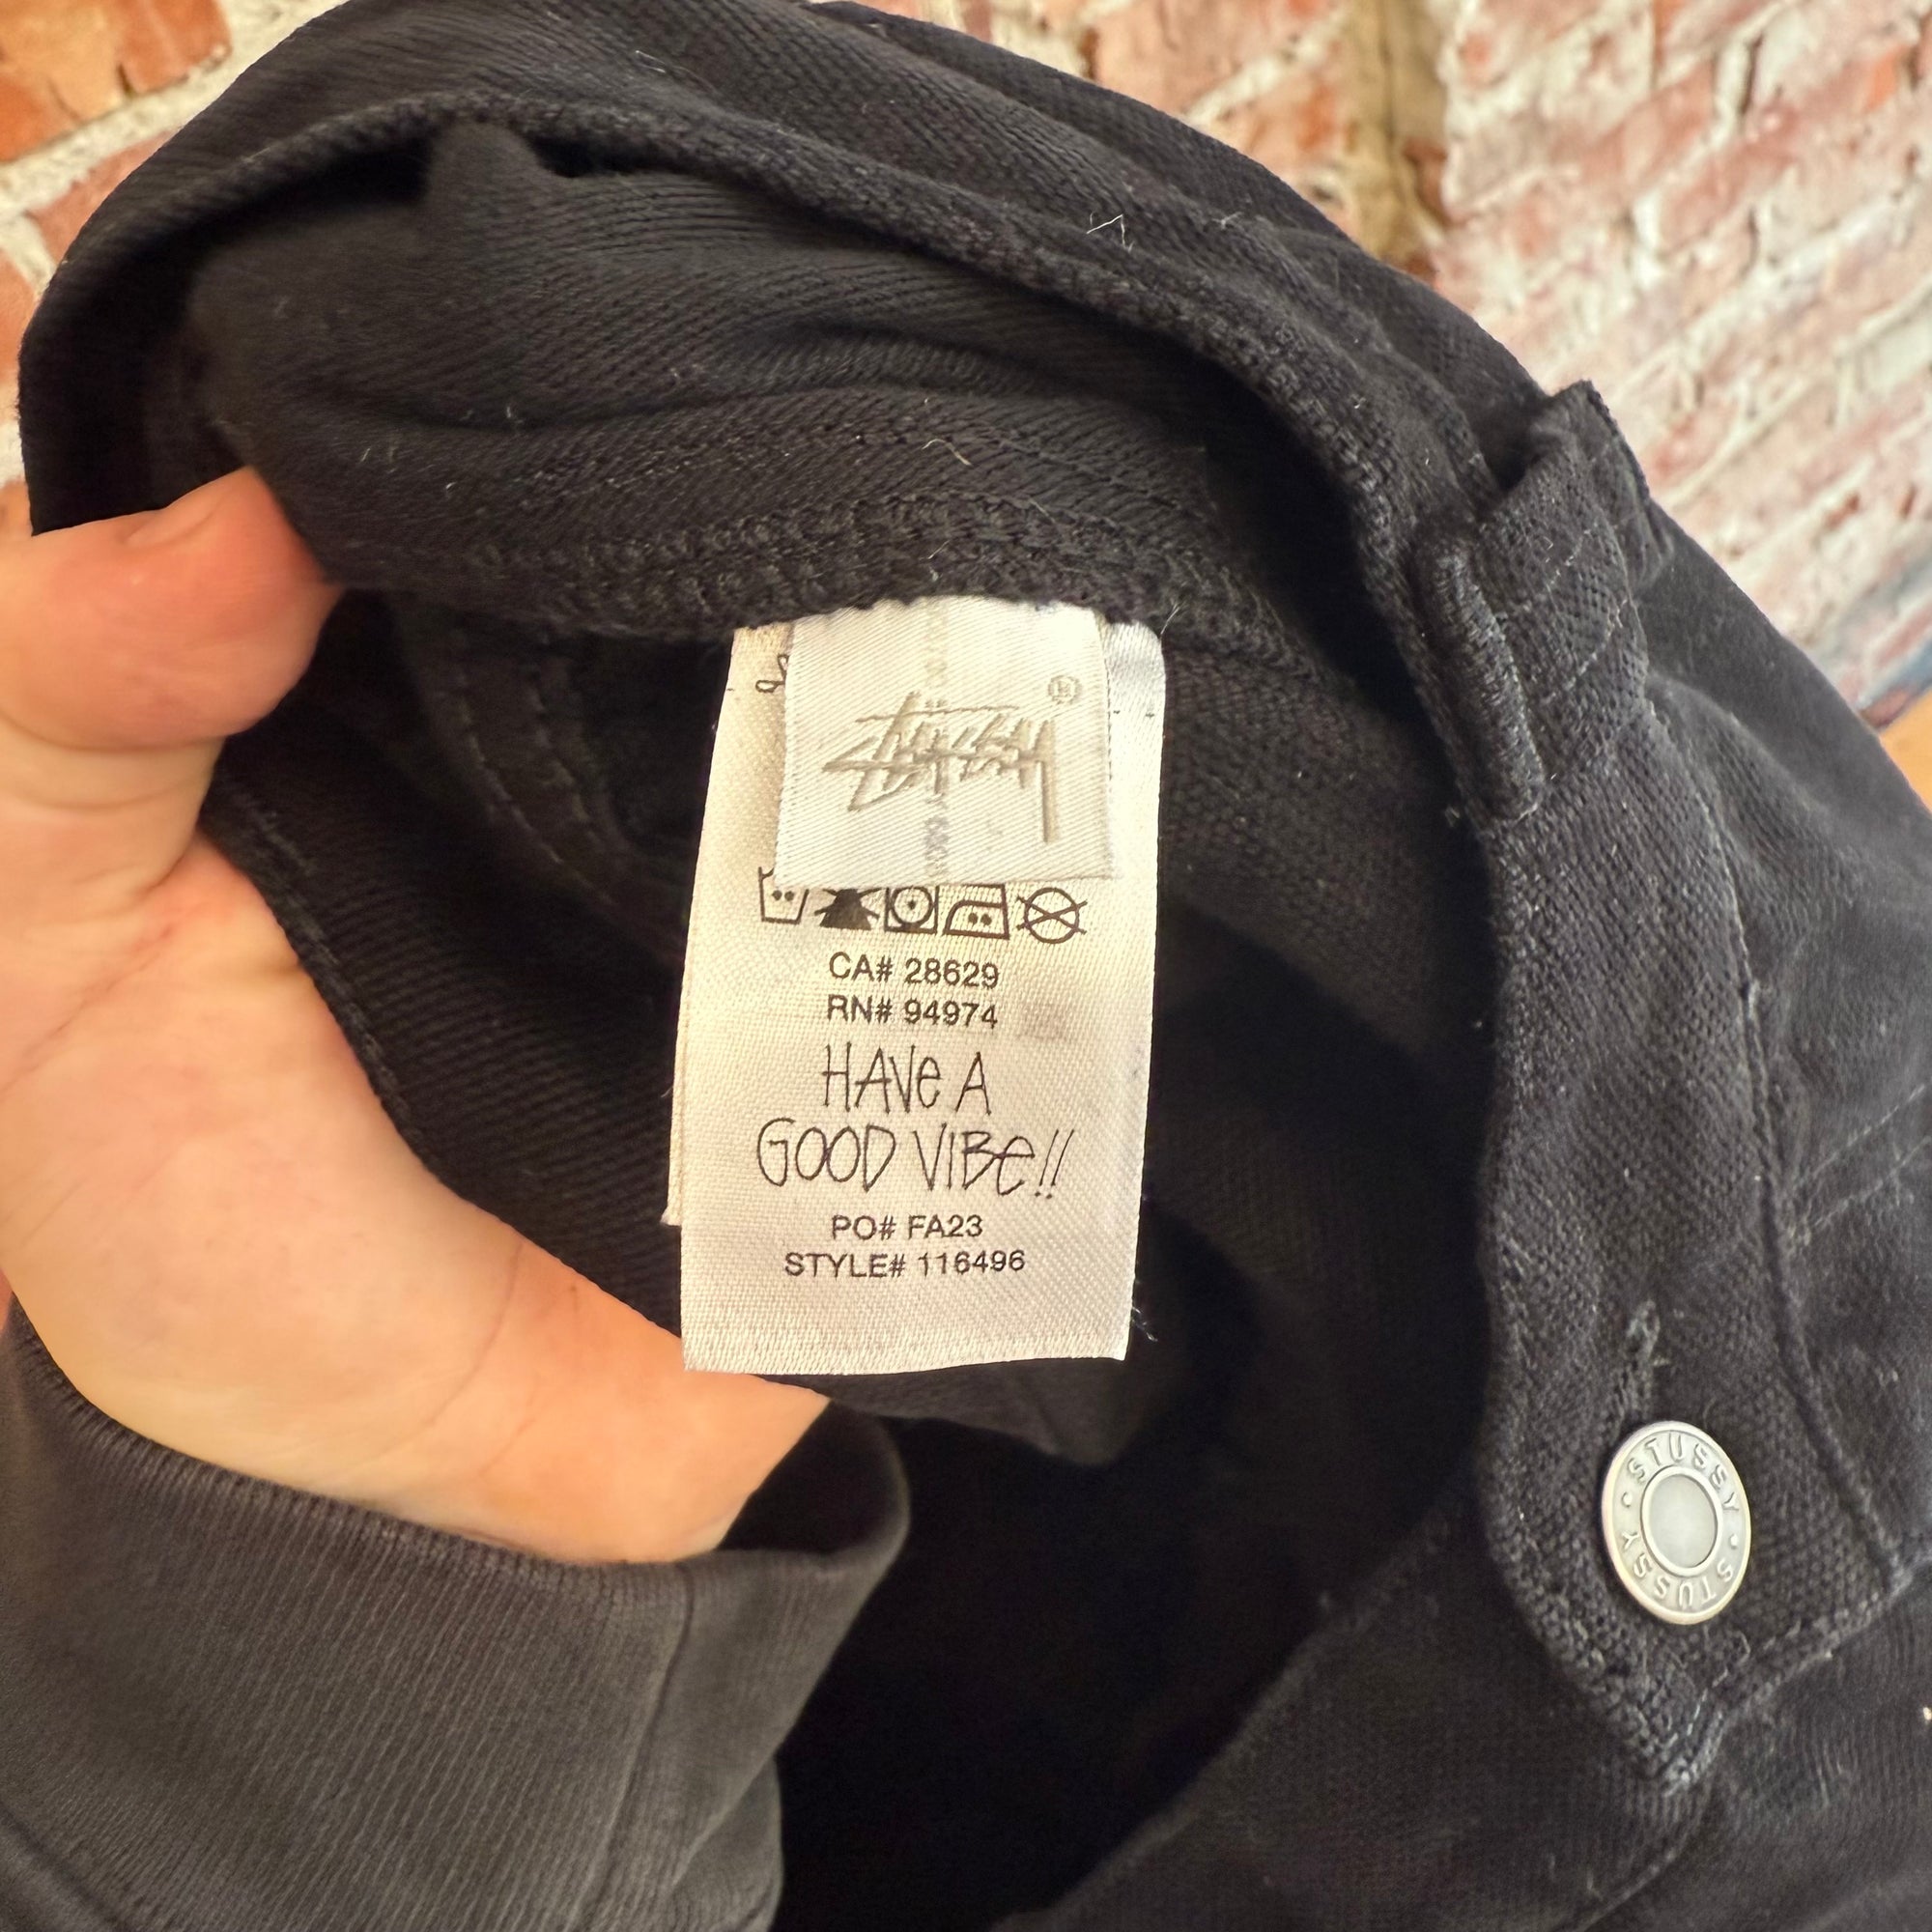 Stüssy ®
CA# 28629
RN# 94974
HAVE A
GOOD VIBE!!
PO# FA23
STYLE# 116496
STUSSY · STUSSY ·